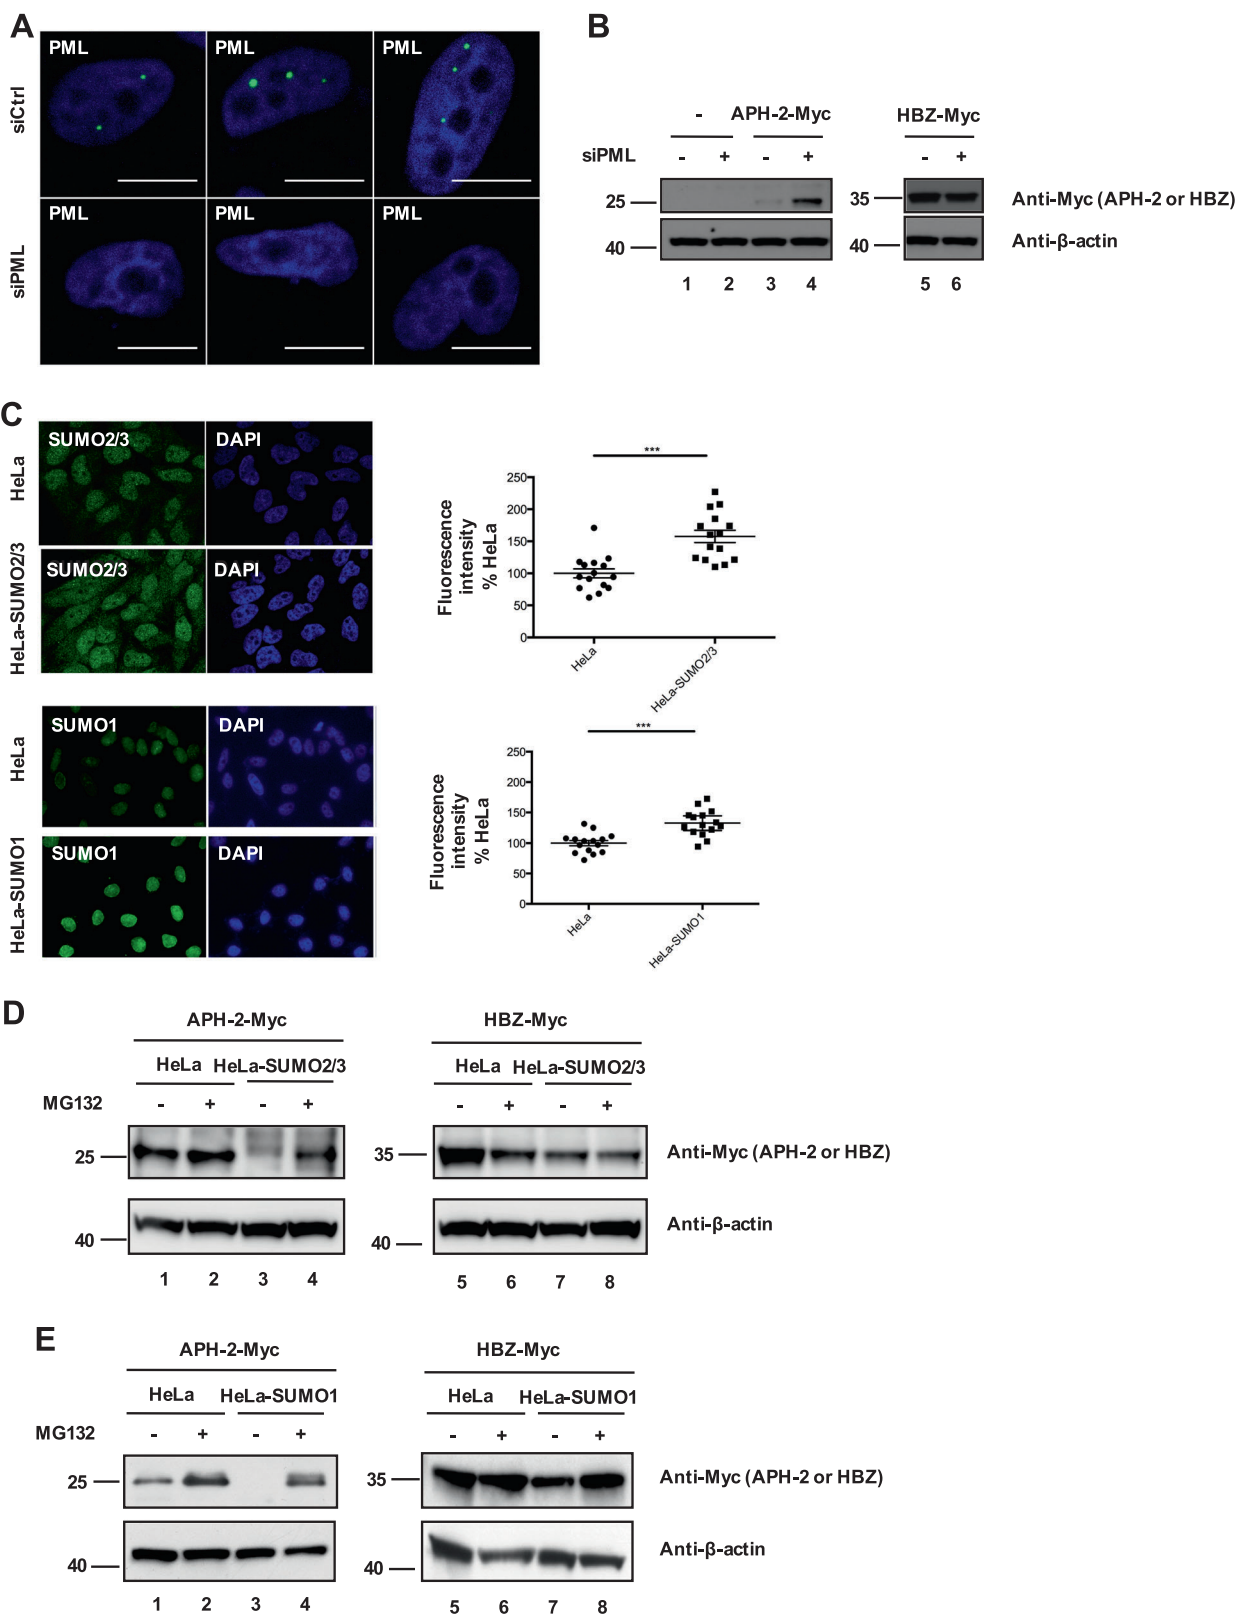 A
B
PML PML PML
siCtrl
PML PML PML
siPML
- APH-2-Myc HBZ-Myc
siPML - + - + - +
25 35 Anti-Myc (APH-2 or HBZ)
40 40 Anti-β-actin
1 2 3 4 5 6
C
SUMO2/3 DAPI
HeLa
SUMO2/3 DAPI
HeLa-SUMO2/3
***
Fluorescence
intensity
% HeLa
250
200
150
100
50
0
HeLa
HeLa-SUMO2/3
SUMO1 DAPI
HeLa
SUMO1 DAPI
HeLa-SUMO1
***
Fluorescence
intensity
% HeLa
250
200
150
100
50
0
HeLa
HeLa-SUMO1
D
APH-2-Myc HBZ-Myc
HeLa HeLa-SUMO2/3 HeLa HeLa-SUMO2/3
MG132 - + - + - + - +
25 35 Anti-Myc (APH-2 or HBZ)
40 40 Anti-β-actin
1 2 3 4 5 6 7 8
E
APH-2-Myc HBZ-Myc
HeLa HeLa-SUMO1 HeLa HeLa-SUMO1
MG132 - + - + - + - +
25 35 Anti-Myc (APH-2 or HBZ)
40 40 Anti-β-actin
1 2 3 4 5 6 7 8